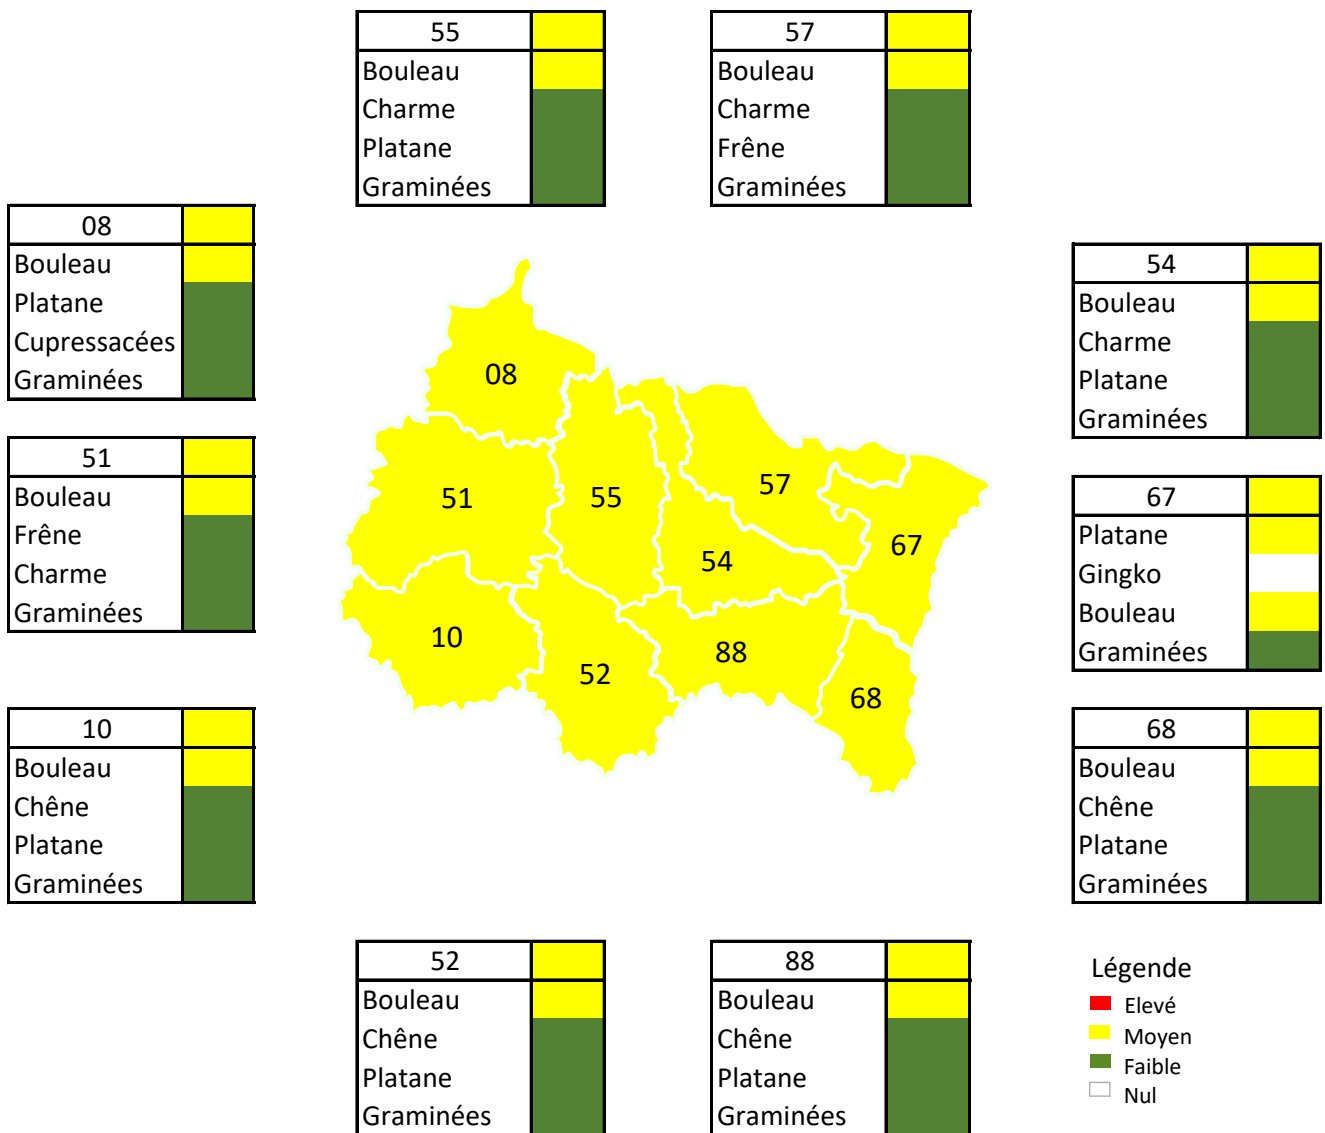 55
Bouleau
Charme
Platane
Graminées
57
Bouleau
Charme
Frêne
Graminées
08
Bouleau
Platane
Cupressacées
Graminées
54
Bouleau
Charme
Platane
Graminées
51
Bouleau
Frêne
Charme
Graminées
67
Platane
Gingko
Bouleau
Graminées
10
Bouleau
Chêne
Platane
Graminées
68
Bouleau
Chêne
Platane
Graminées
52
Bouleau
Chêne
Platane
Graminées
88
Bouleau
Chêne
Platane
Graminées
08
51
55
57
67
54
10
52
88
68
Légende
Elevé
Moyen
Faible
Nul